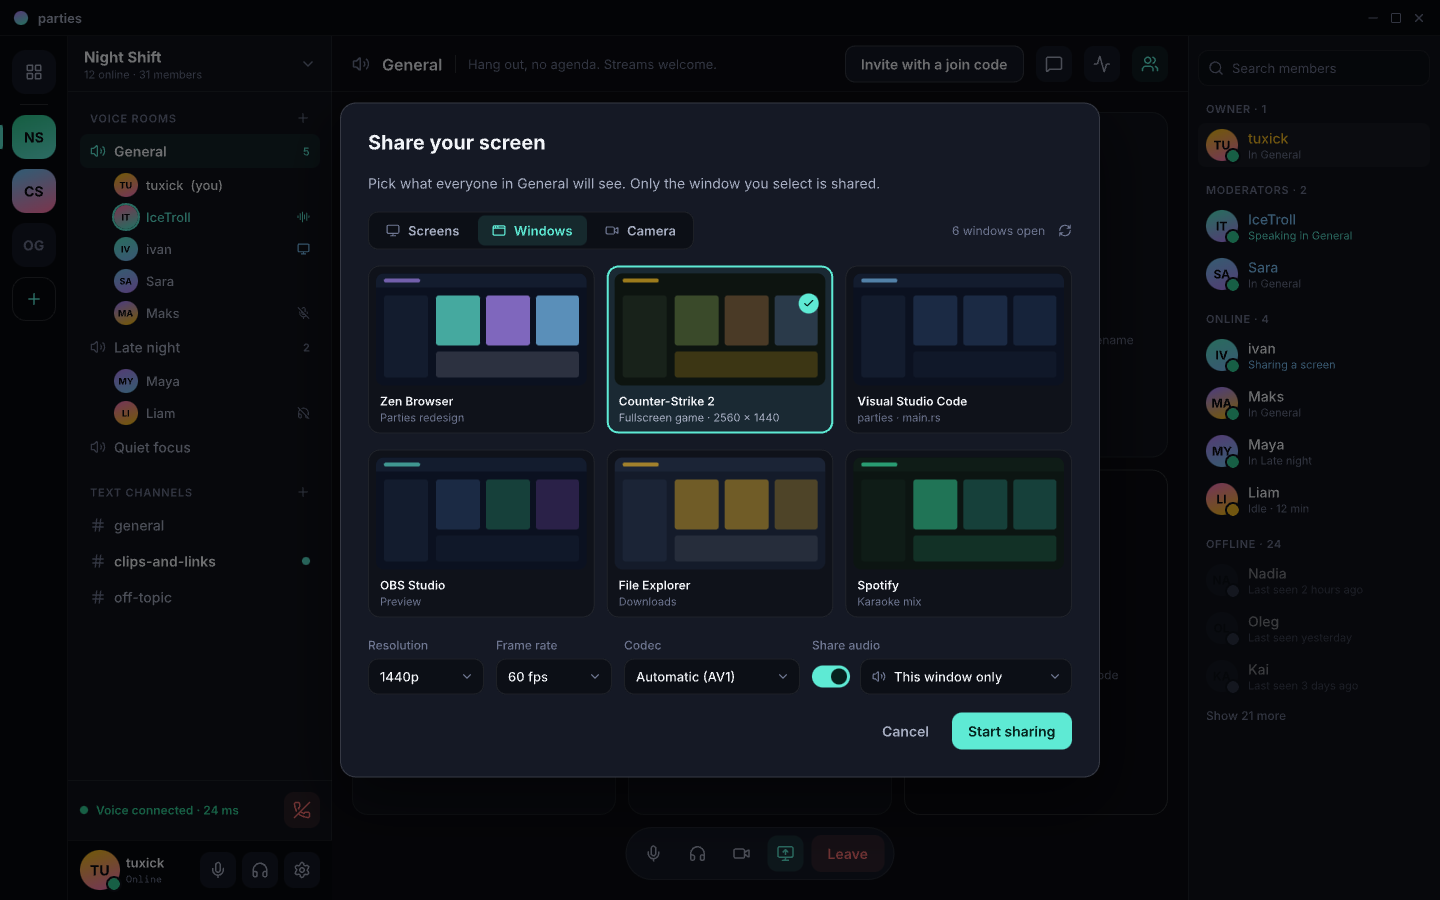 parties
Night Shift
12 online · 31 members
VOICE ROOMS
General
5
TU
tuxick (you)
IT
IceTroll
IV
ivan
SA
Sara
MA
Maks
Late night
2
MY
Maya
LI
Liam
Quiet focus
TEXT CHANNELS
general
clips-and-links
off-topic
Voice connected · 24 ms
TU
tuxick
Online
NS
CS
OG
General
Hang out, no agenda. Streams welcome.
Invite with a join code
Share your screen
Pick what everyone in General will see. Only the window you select is shared.
Screens
Windows
Camera
6 windows open
Zen Browser
Parties redesign
Counter-Strike 2
Fullscreen game · 2560 × 1440
Visual Studio Code
parties · main.rs
OBS Studio
Preview
File Explorer
Downloads
Spotify
Karaoke mix
Resolution
1440p
Frame rate
60 fps
Codec
Automatic (AV1)
Share audio
This window only
Cancel
Start sharing
Leave
Search members
OWNER · 1
TU
tuxick
In General
MODERATORS · 2
IT
IceTroll
Speaking in General
SA
Sara
In General
ONLINE · 4
IV
ivan
Sharing a screen
MA
Maks
In General
MY
Maya
In Late night
LI
Liam
Idle · 12 min
OFFLINE · 24
Nadia
Last seen 2 hours ago
Oleg
Last seen yesterday
Kai
Last seen 3 days ago
Show 21 more